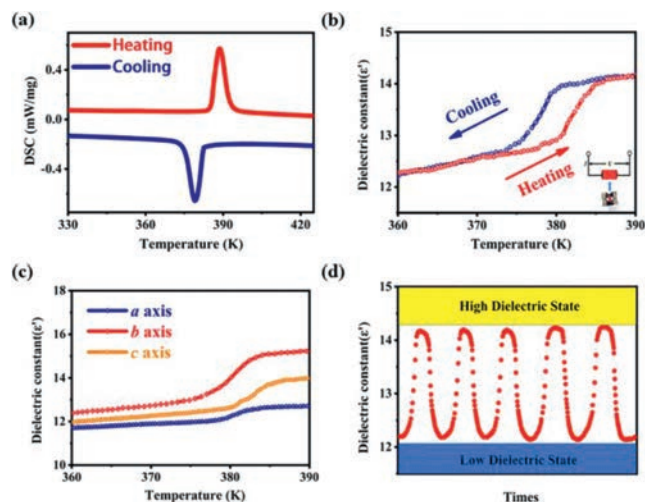 (a)
Heating
Cooling
DSC (mW/mg)
0.4
0.0
-0.4
330 360 390 420
Temperature (K)
(b)
Dielectric constant(ε')
15
14
13
12
Cooling
Heating
360 370 380 390
Temperature (K)
(c)
Dielectric constant(ε')
18
16
14
12
10
a axis
b axis
c axis
360 370 380 390
Temperature (K)
(d)
Dielectric constant(ε')
15
14
13
12
High Dielectric State
Low Dielectric State
Times